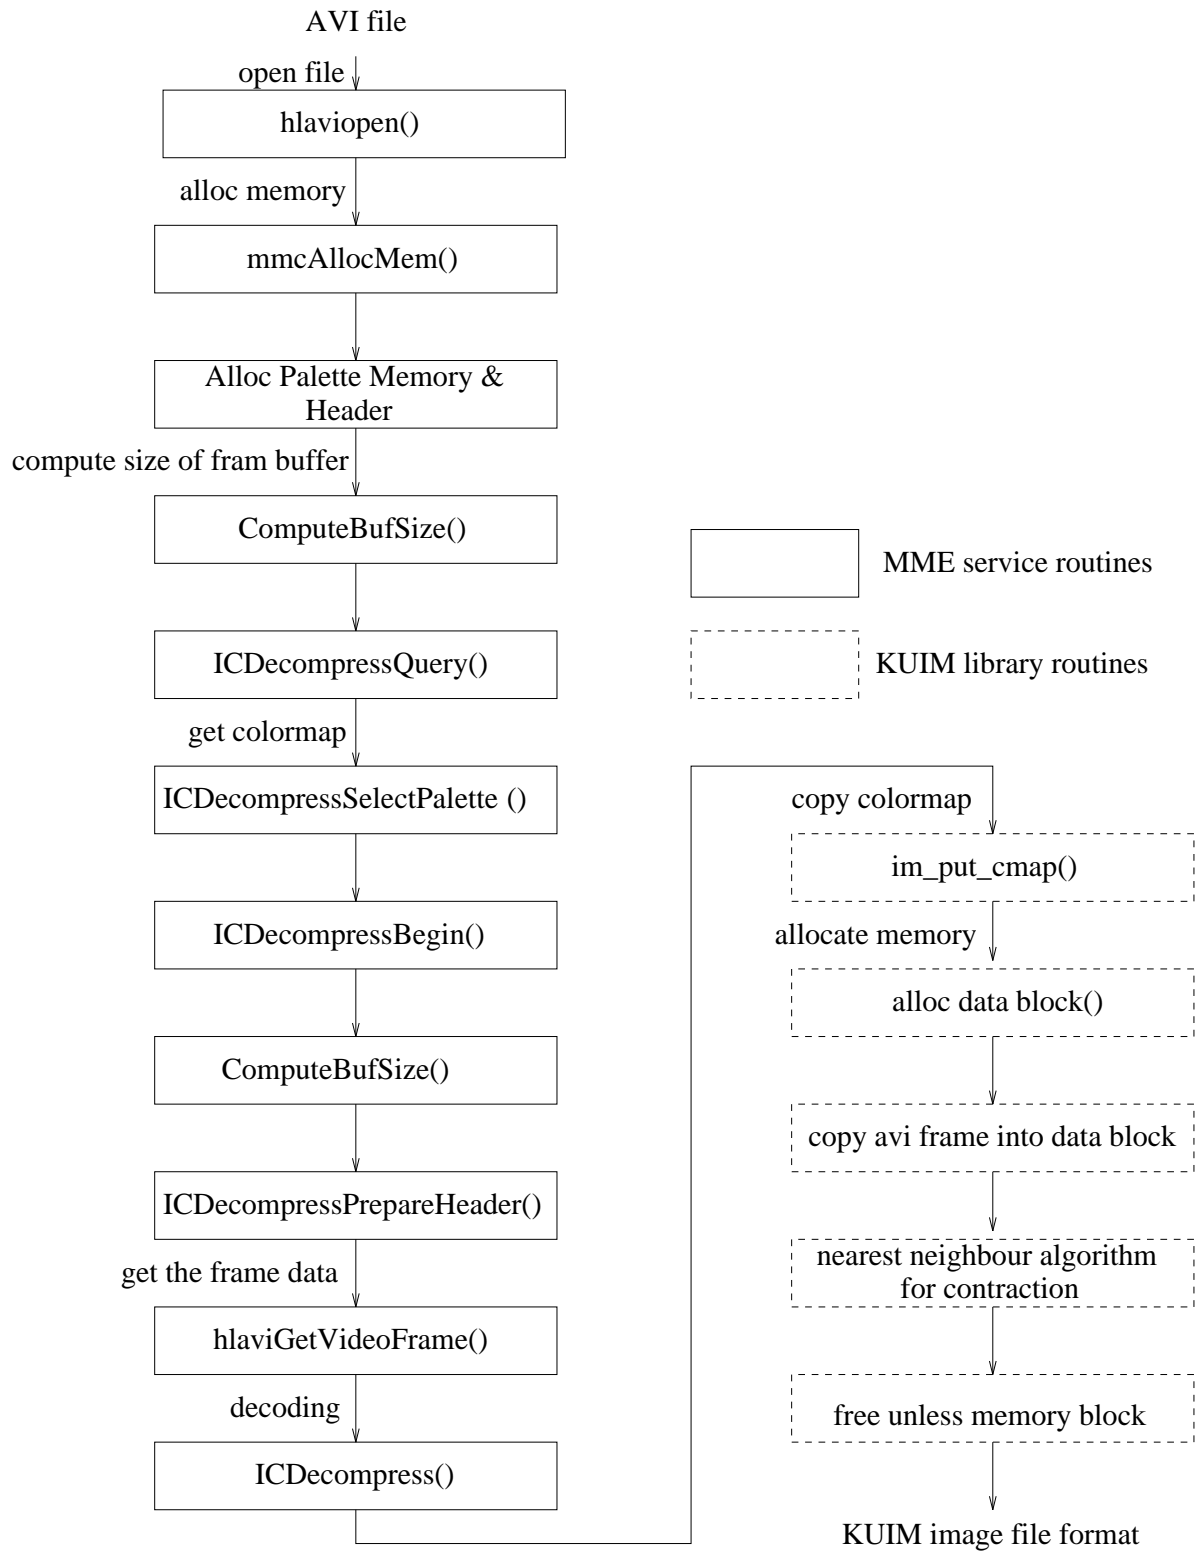 AVI file
open file
hlaviopen()
alloc memory
mmcAllocMem()
Alloc Palette Memory &
Header
compute size of fram buffer
ComputeBufSize()
ICDecompressQuery()
get colormap
ICDecompressSelectPalette ()
ICDecompressBegin()
ComputeBufSize()
ICDecompressPrepareHeader()
get the frame data
hlaviGetVideoFrame()
decoding
ICDecompress()
MME service routines
KUIM library routines
copy colormap
im_put_cmap()
allocate memory
alloc data block()
copy avi frame into data block
nearest neighbour algorithm
for contraction
free unless memory block
KUIM image file format